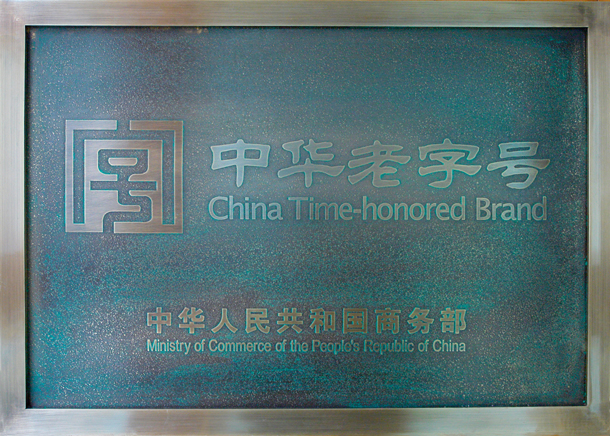 中华老字号
China Time-honored Brand
中华人民共和国商务部
Ministry of Commerce of the People's Republic of China